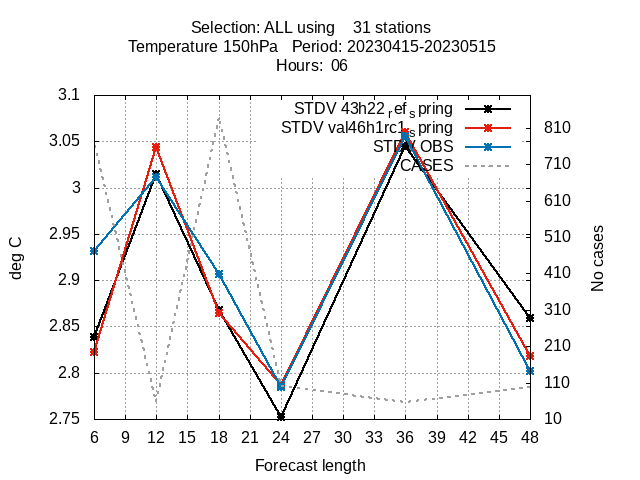 Selection: ALL using    31 stations
Temperature 150hPa   Period: 20230415-20230515
Hours:  06
STDV 43h22_ref_spring
STDV val46h1rc1_spring
STDV OBS
CASES
deg C
3.1
3.05
3
2.95
2.9
2.85
2.8
2.75
No cases
810
710
610
510
410
310
210
110
10
6 9 12 15 18 21 24 27 30 33 36 39 42 45 48
Forecast length